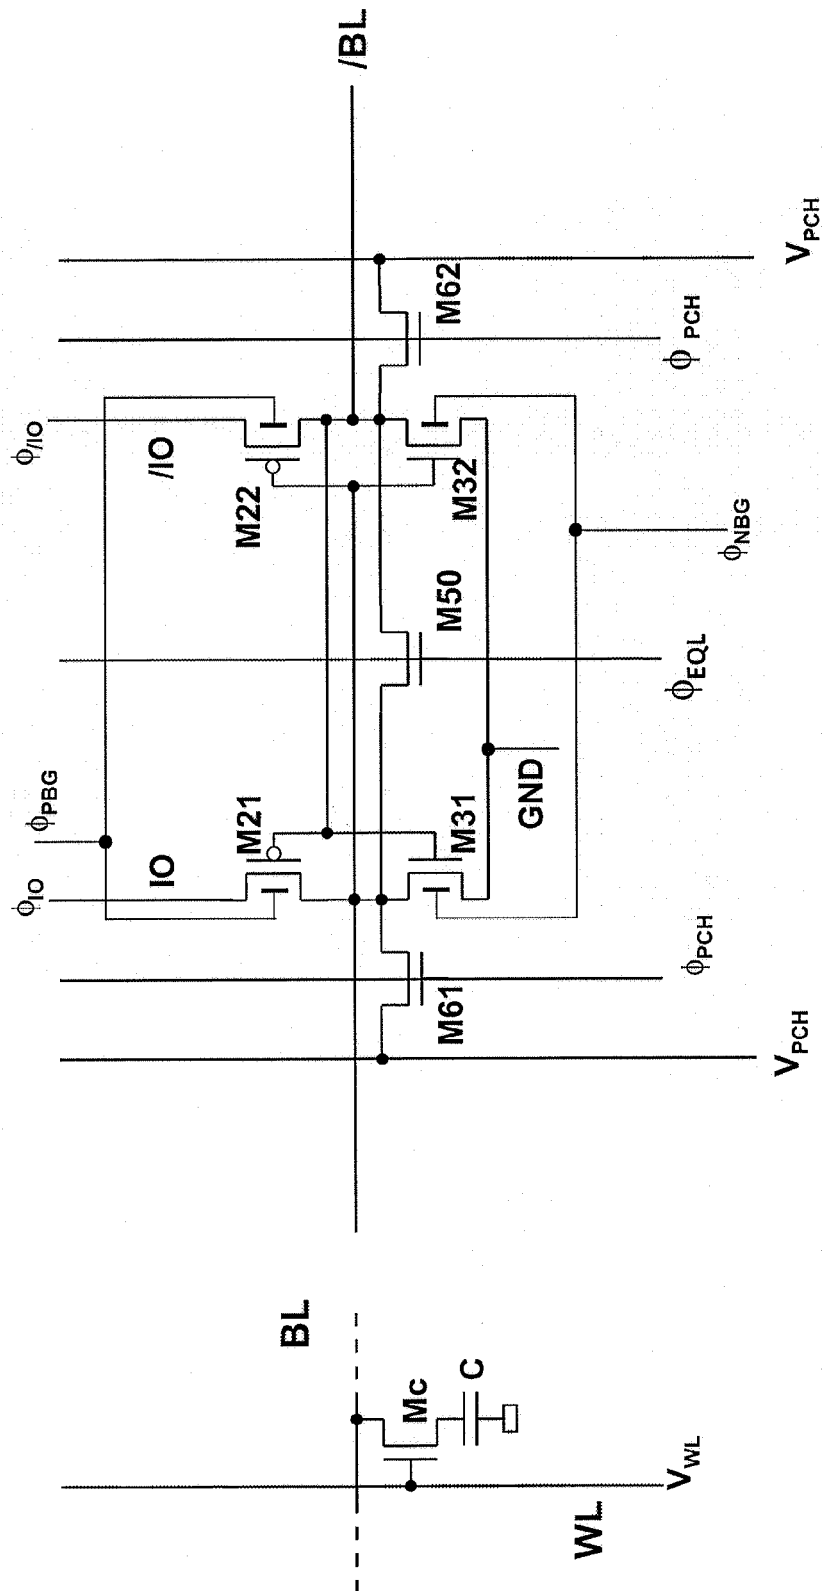 /BL
V_PCH
M62
Φ_PCH
Φ_/IO
/IO
M22
M32
Φ_NBG
M50
Φ_EQL
Φ_PBG
M21
M31
GND
IO
Φ_IO
Φ_PCH
M61
V_PCH
BL
Mc
C
V_WL
WL